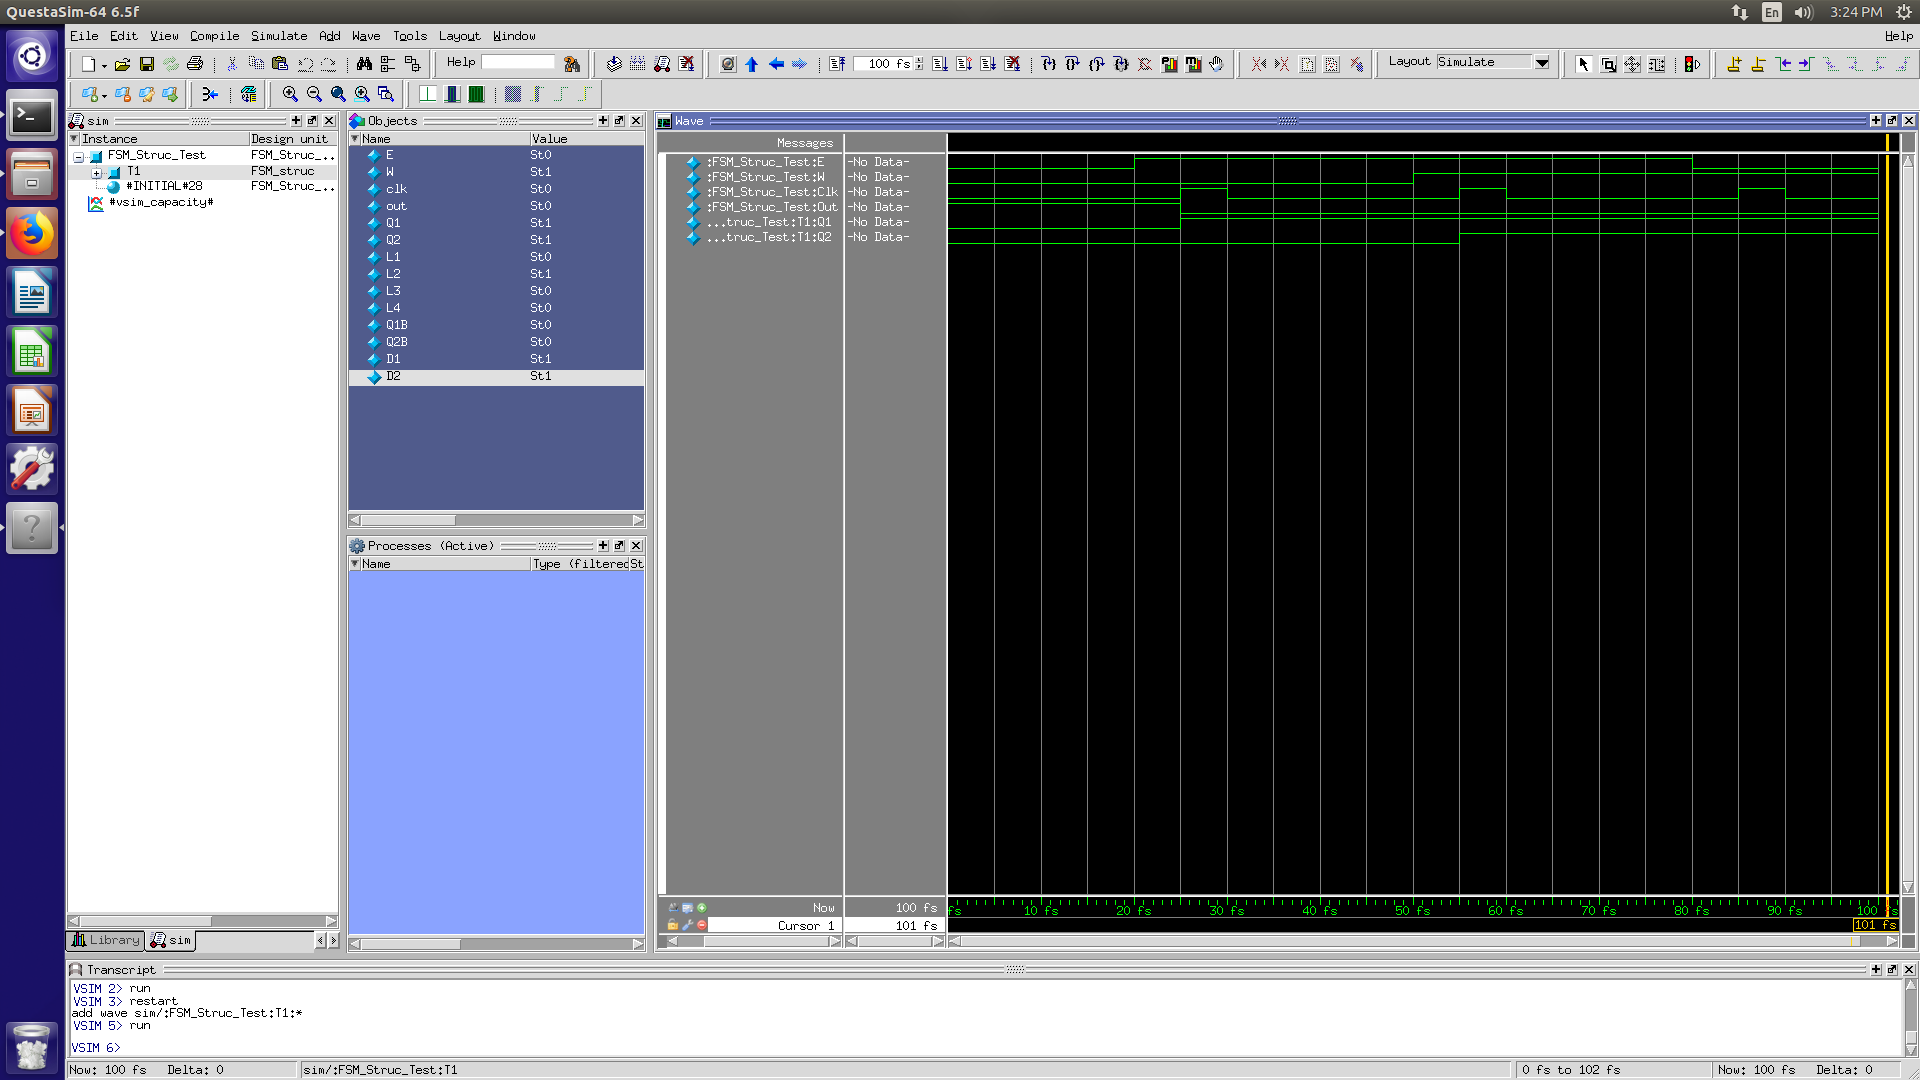 QuestaSim-64 6.5f
En
3:24 PM
File Edit View Compile Simulate Add Wave Tools Layout Window
Help
Help
100 fs
Layout Simulate
sim
Instance Design unit
FSM_Struc_Test FSM_Struc_...
T1 FSM_struc
#INITIAL#28 FSM_Struc_...
#vsim_capacity#
Library sim
Objects
Name Value
E St0
W St1
clk St0
out St0
Q1 St1
Q2 St1
L1 St0
L2 St1
L3 St0
L4 St0
Q1B St0
Q2B St0
D1 St1
D2 St1
Processes (Active)
Name Type (filtered St
Wave
Messages
:FSM_Struc_Test:E -No Data-
:FSM_Struc_Test:W -No Data-
:FSM_Struc_Test:Clk -No Data-
:FSM_Struc_Test:Out -No Data-
...truc_Test:T1:Q1 -No Data-
...truc_Test:T1:Q2 -No Data-
Now 100 fs
fs 10 fs 20 fs 30 fs 40 fs 50 fs 60 fs 70 fs 80 fs 90 fs 100 fs
Cursor 1 101 fs
101 fs
Transcript
VSIM 2> run
VSIM 3> restart
add wave sim/:FSM_Struc_Test:T1:*
VSIM 5> run
VSIM 6>
Now: 100 fs Delta: 0
sim/:FSM_Struc_Test:T1
0 fs to 102 fs
Now: 100 fs Delta: 0